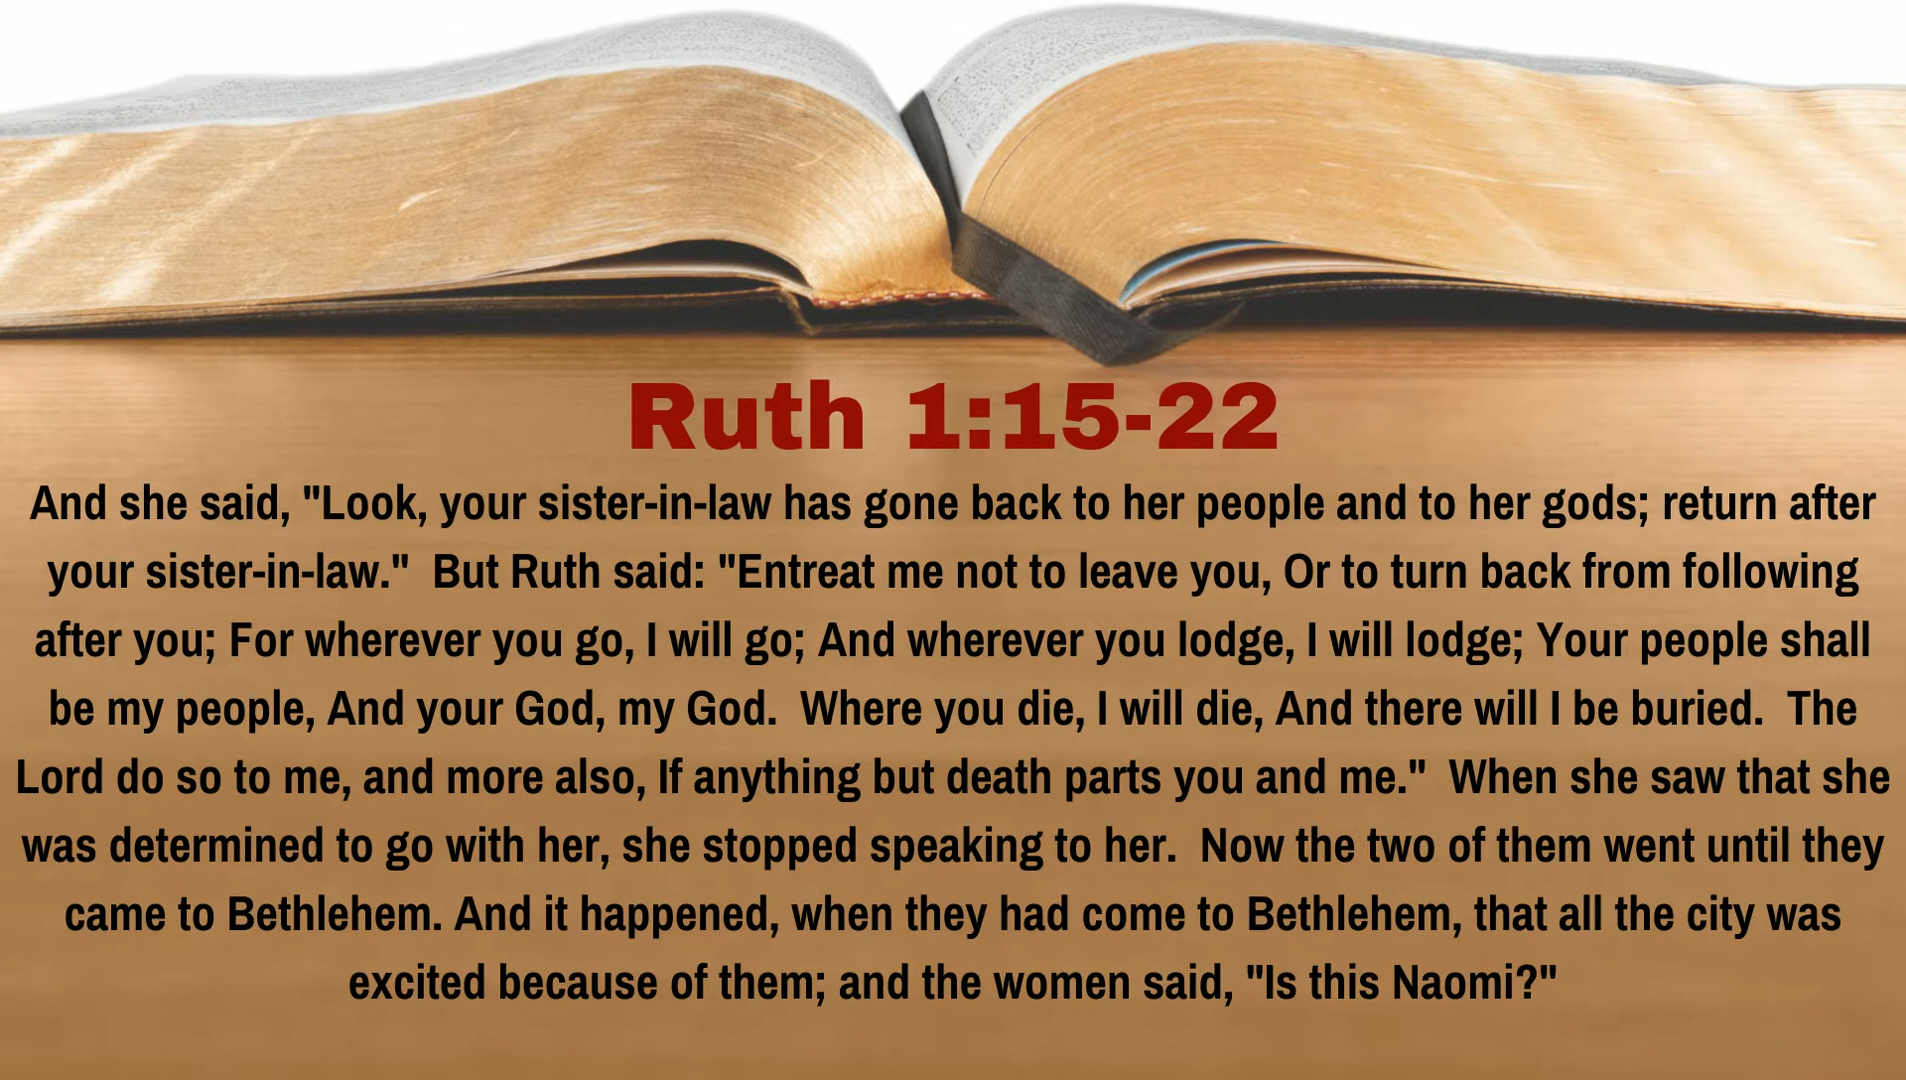 Ruth 1:15-22
And she said, "Look, your sister-in-law has gone back to her people and to her gods; return after
your sister-in-law."  But Ruth said: "Entreat me not to leave you, Or to turn back from following
after you; For wherever you go, I will go; And wherever you lodge, I will lodge; Your people shall
be my people, And your God, my God.  Where you die, I will die, And there will I be buried.  The
Lord do so to me, and more also, If anything but death parts you and me."  When she saw that she
was determined to go with her, she stopped speaking to her.  Now the two of them went until they
came to Bethlehem. And it happened, when they had come to Bethlehem, that all the city was
excited because of them; and the women said, "Is this Naomi?"